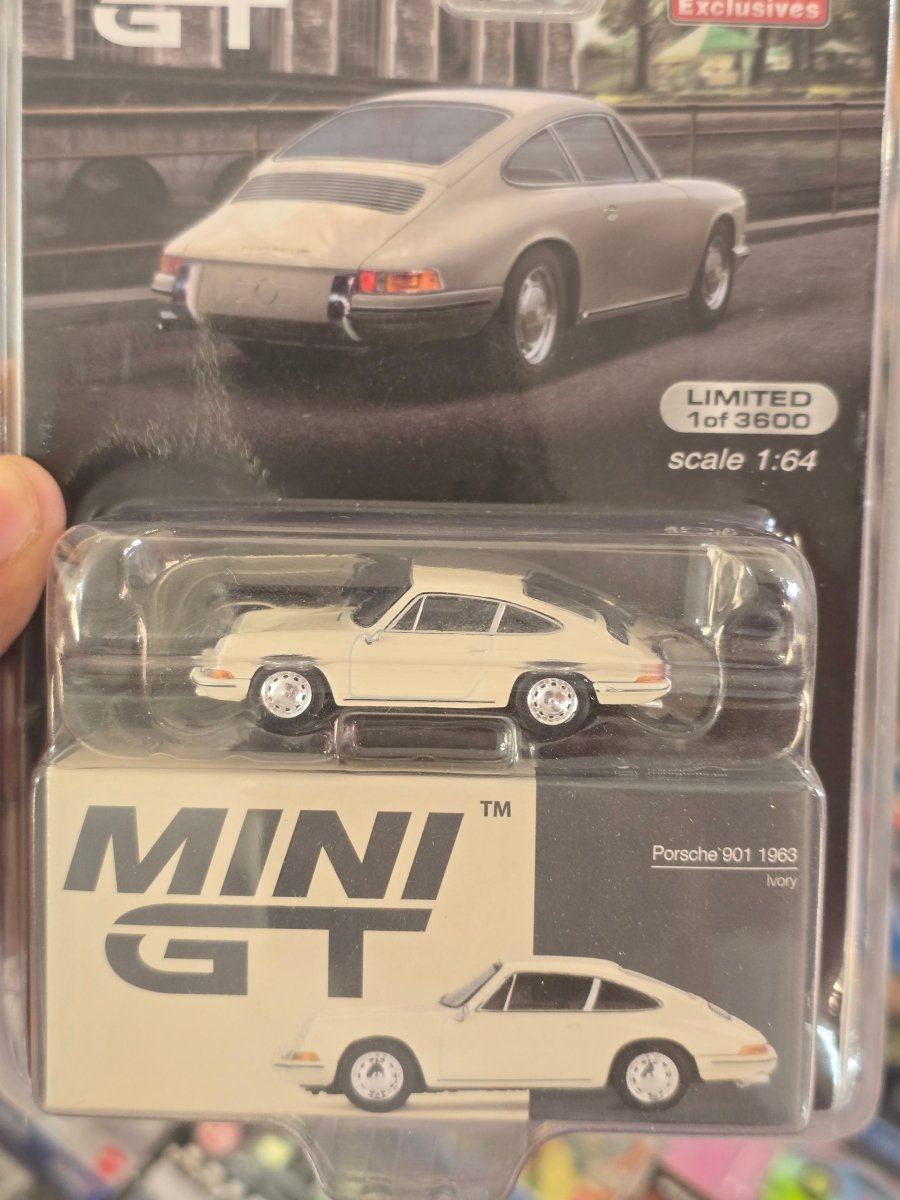 GT
Exclusives
LIMITED
1of 3600
scale 1:64
MINI
TM
GT
Porsche 901 1963
Ivory